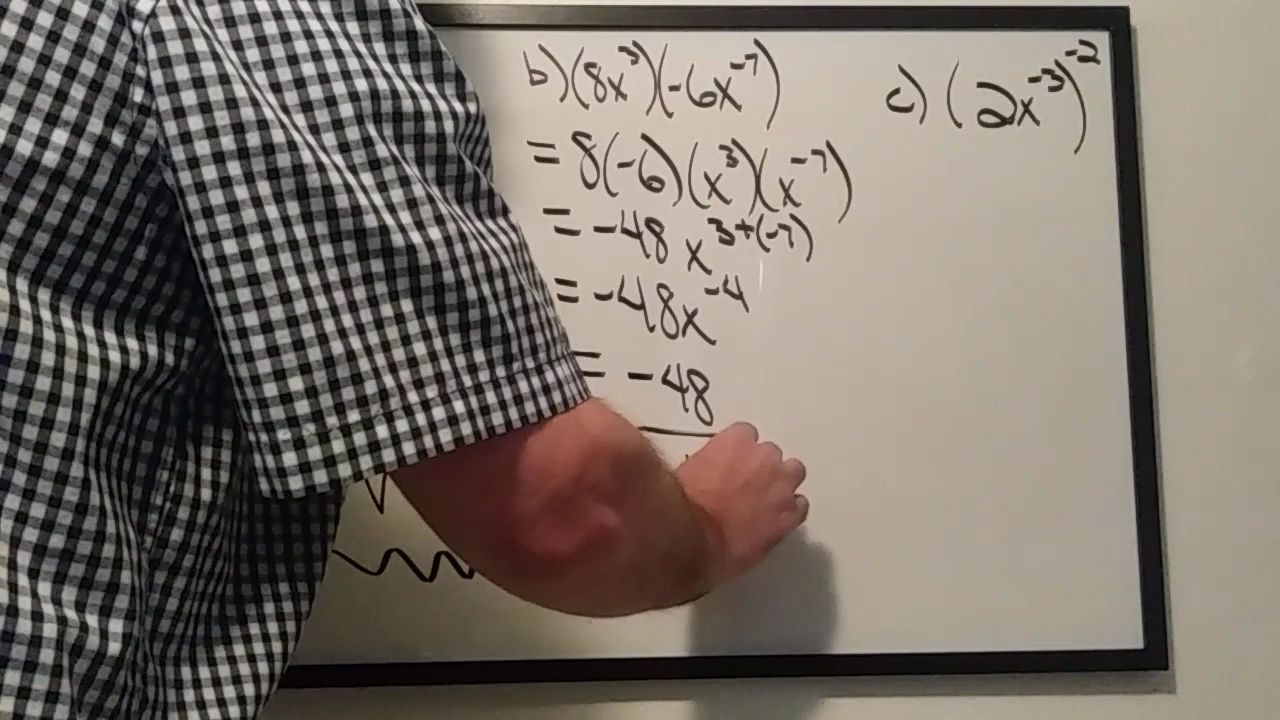 b) (8x³)(-6x⁻⁷)
= 8(-6)(x³)(x⁻⁷)
= -48 x³⁺⁽⁻⁷⁾
= -48x⁻⁴
= -48
c) (2x⁻³)⁻²